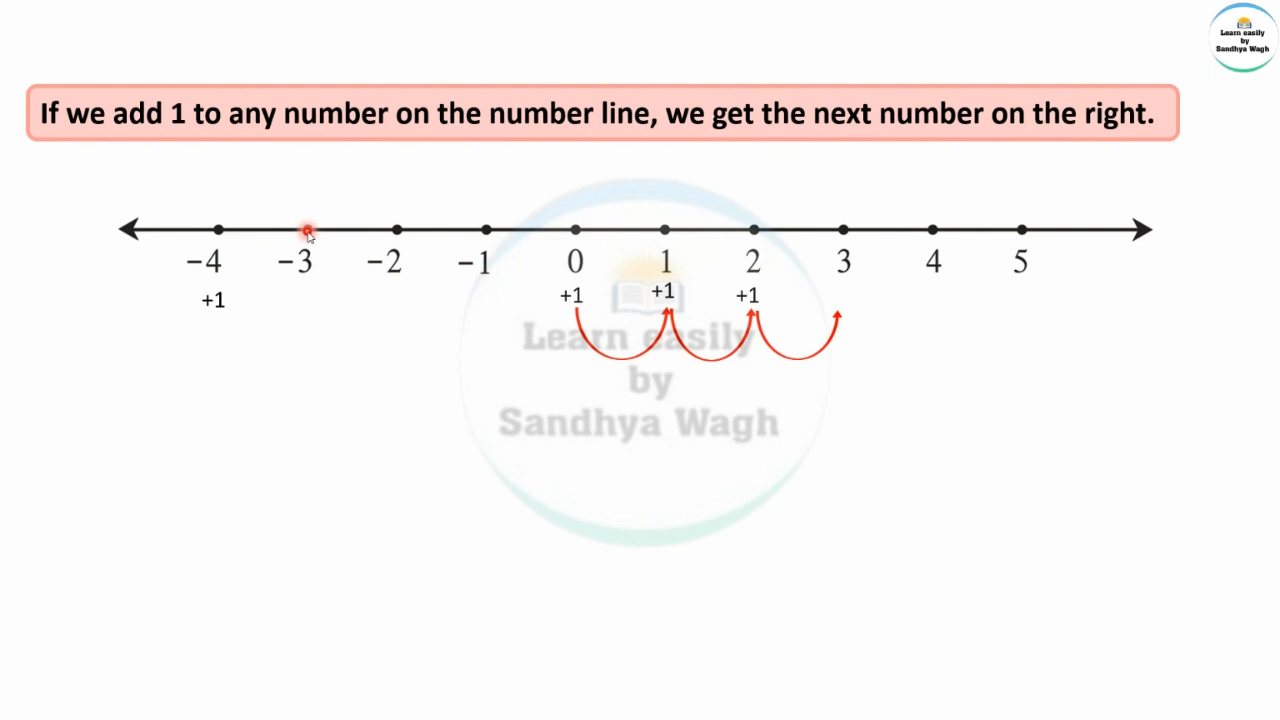 Learn easily
by
Sandhya Wagh
If we add 1 to any number on the number line, we get the next number on the right.
−4 −3 −2 −1 0 1 2 3 4 5
+1 +1 +1 +1
Learn easily
by
Sandhya Wagh